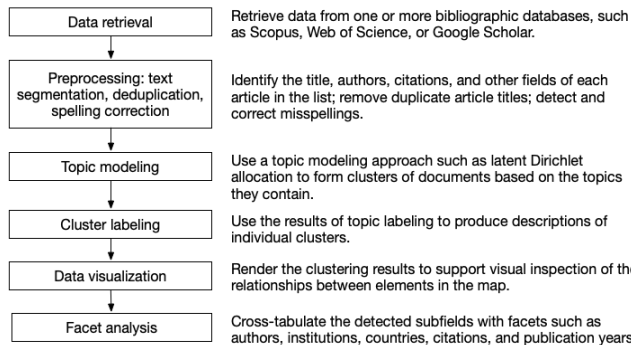 Data retrieval
Retrieve data from one or more bibliographic databases, such
as Scopus, Web of Science, or Google Scholar.
Preprocessing: text
segmentation, deduplication,
spelling correction
Identify the title, authors, citations, and other fields of each
article in the list; remove duplicate article titles; detect and
correct misspellings.
Topic modeling
Use a topic modeling approach such as latent Dirichlet
allocation to form clusters of documents based on the topics
they contain.
Cluster labeling
Use the results of topic labeling to produce descriptions of
individual clusters.
Data visualization
Render the clustering results to support visual inspection of the
relationships between elements in the map.
Facet analysis
Cross-tabulate the detected subfields with facets such as
authors, institutions, countries, citations, and publication years